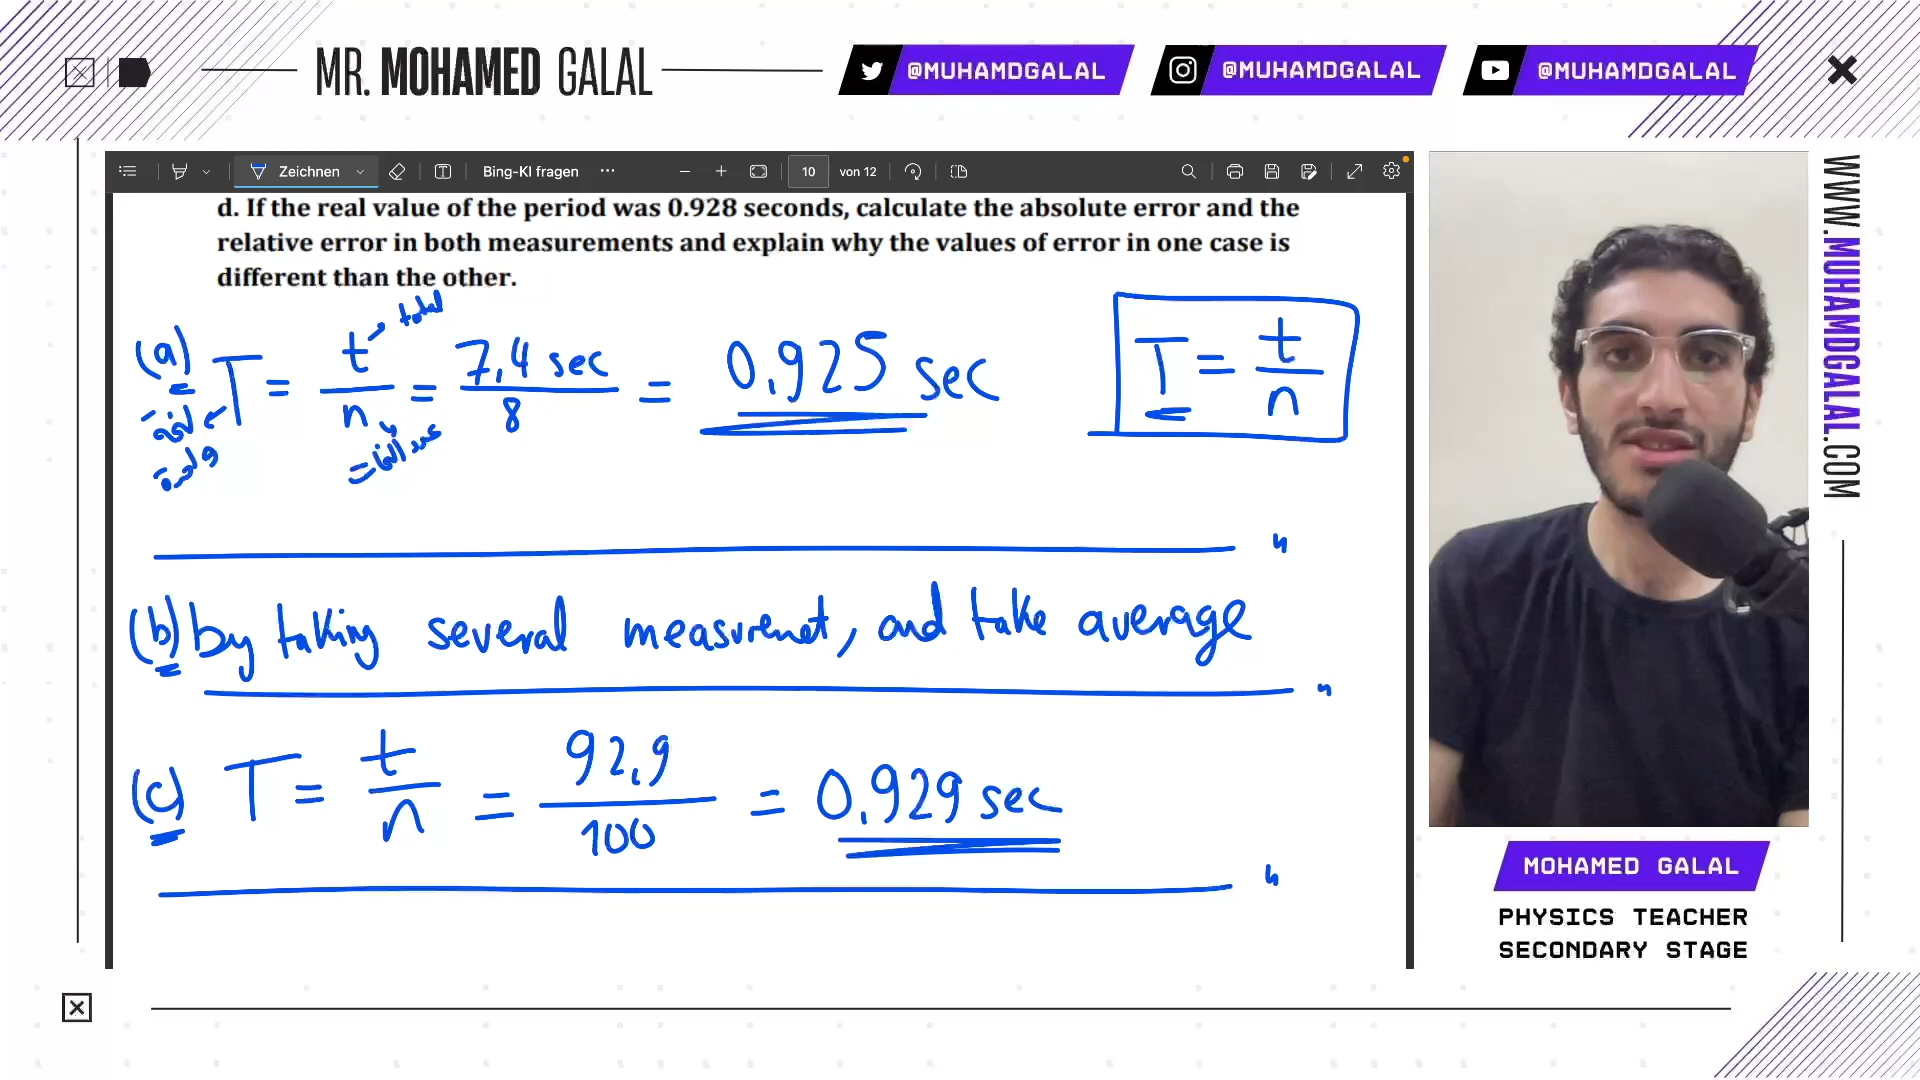 MR. MOHAMED GALAL
@MUHAMDGALAL
@MUHAMDGALAL
@MUHAMDGALAL
WWW.MUHAMDGALAL.COM
Zeichnen
Bing-KI fragen
10 von 12
d. If the real value of the period was 0.928 seconds, calculate the absolute error and the
relative error in both measurements and explain why the values of error in one case is
different than the other.
(a) T = t/n = 7,4 sec/8 = 0,925 sec
total
T = t/n
(b) by taking several measurenet, and take average
(c) T = t/n = 92,9/100 = 0,929 sec
MOHAMED GALAL
PHYSICS TEACHER
SECONDARY STAGE